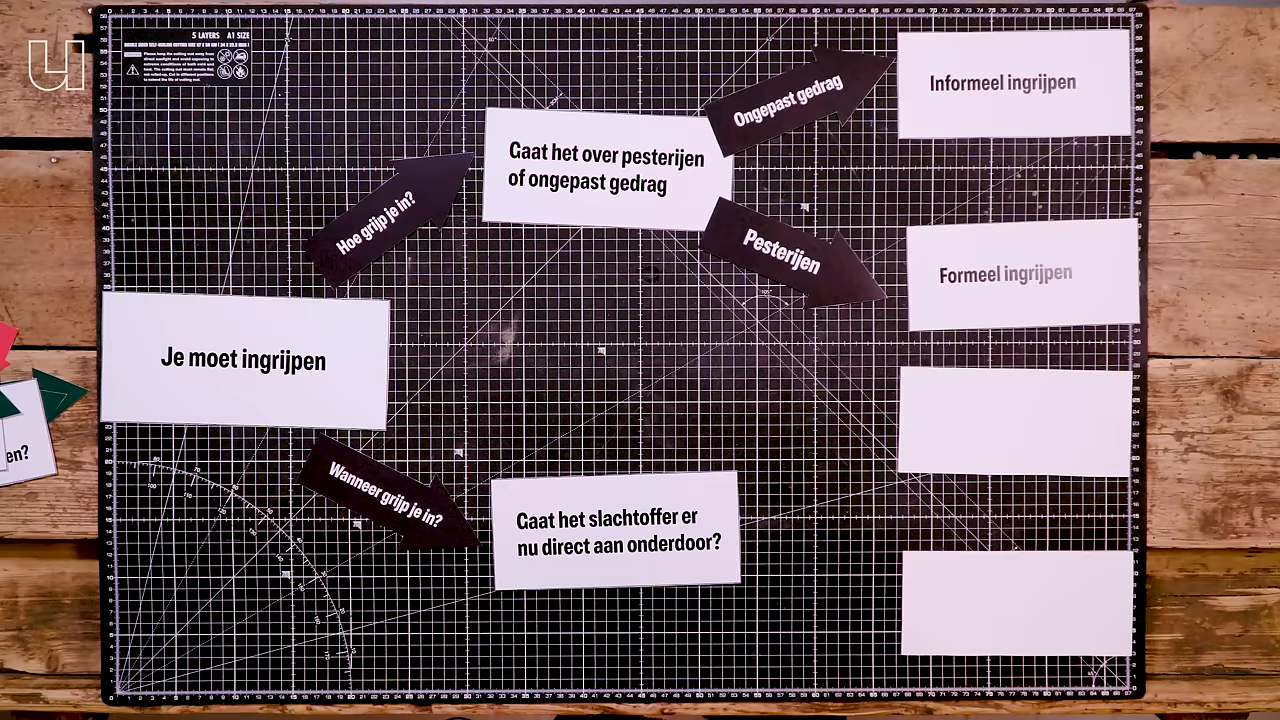 5 LAYERS A1 SIZE
Informeel ingrijpen
Ongepast gedrag
Gaat het over pesterijen
of ongepast gedrag
Hoe grijp je in?
Pesterijen
Formeel ingrijpen
Je moet ingrijpen
en?
Wanneer grijp je in?
Gaat het slachtoffer er
nu direct aan onderdoor?